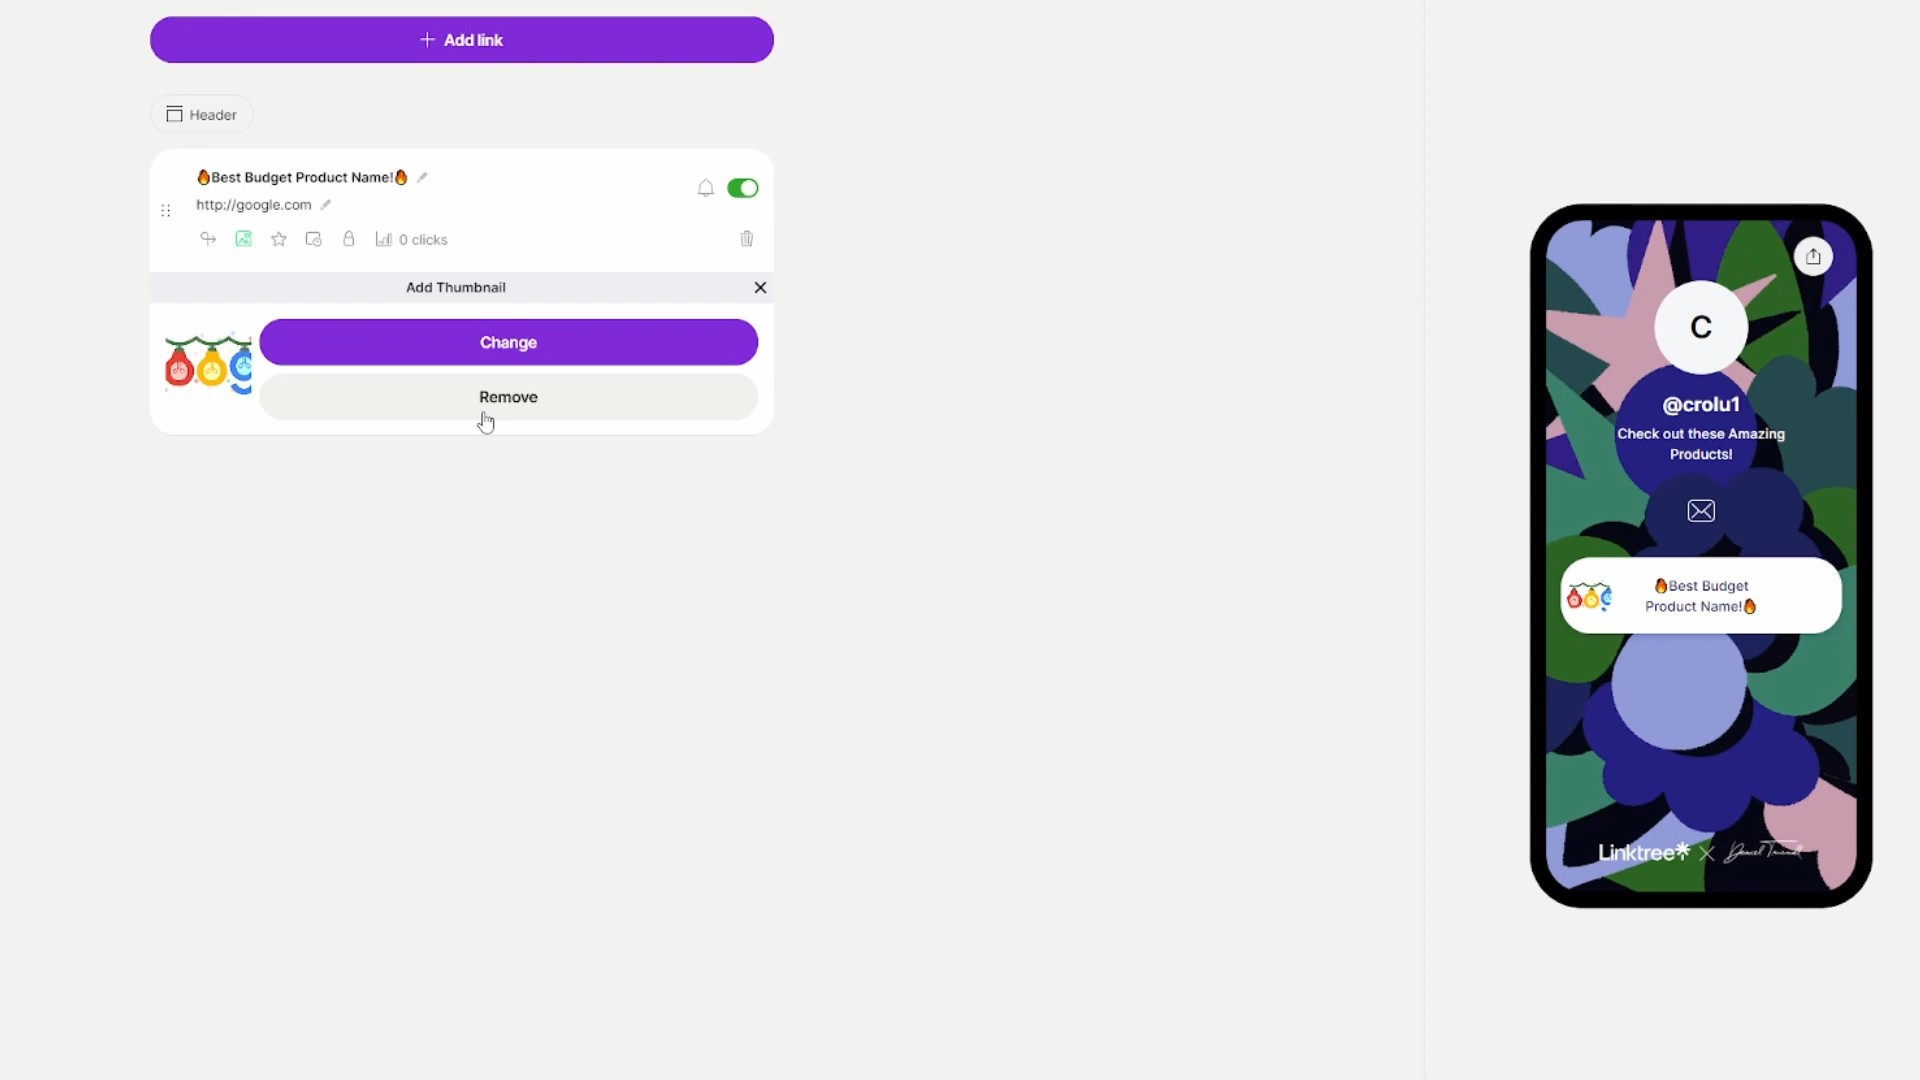 Add link
Header
🔥Best Budget Product Name!🔥
http://google.com
0 clicks
Add Thumbnail
Change
Remove
C
@crolu1
Check out these Amazing
Products!
🔥Best Budget
Product Name!🔥
Linktree*